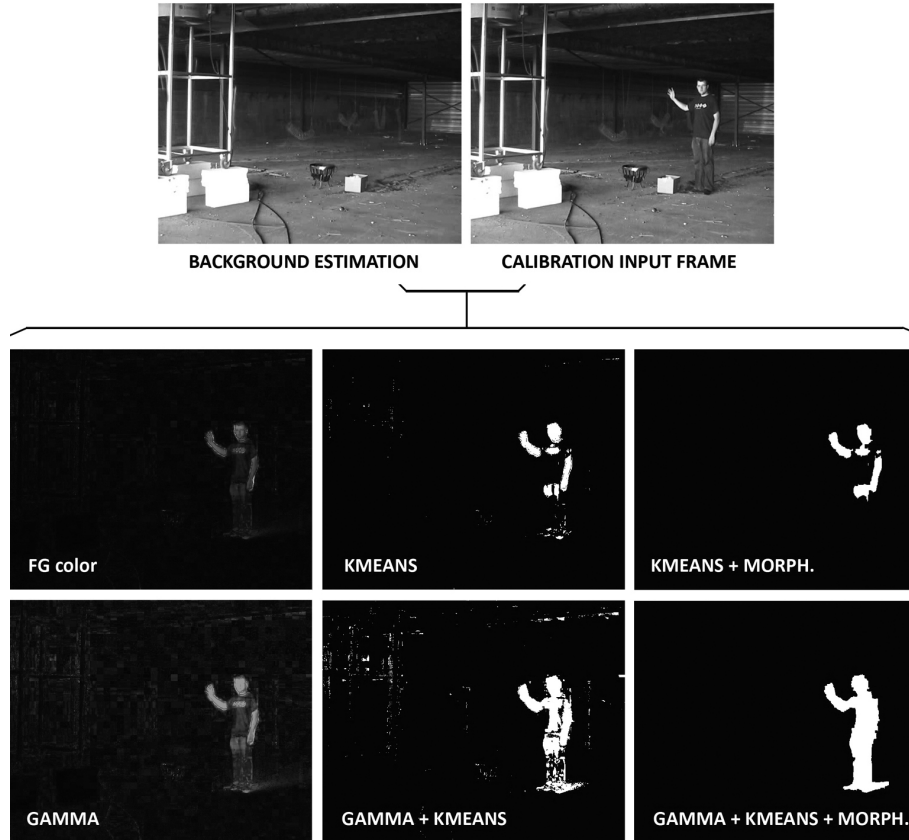 BACKGROUND ESTIMATION
CALIBRATION INPUT FRAME
FG color
KMEANS
KMEANS + MORPH.
GAMMA
GAMMA + KMEANS
GAMMA + KMEANS + MORPH.